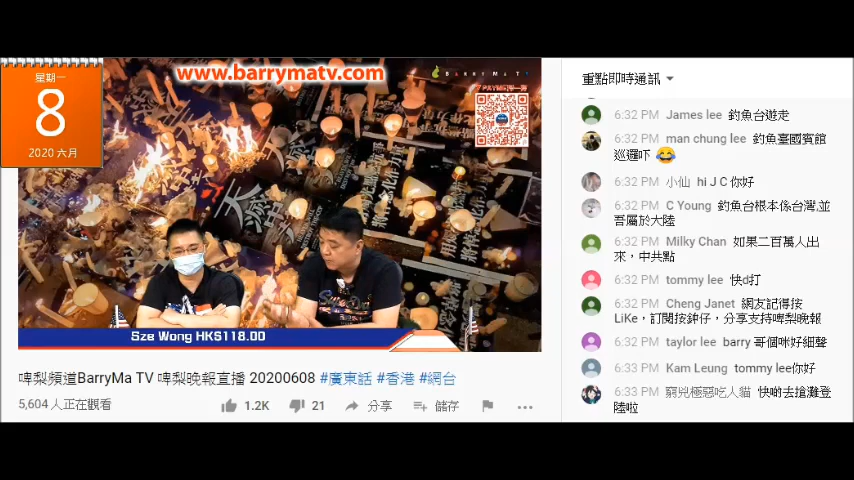 www.barrymatv.com
BARRYMATV
星期一
8
2020 六月
Sze Wong HK$118.00
啤梨頻道BarryMa TV 啤梨晚報直播 20200608 #廣東話 #香港 #網台
5,604 人正在觀看
1.2K
21
分享
儲存
重點即時通訊
6:32 PM James lee 釣魚台遊走
6:32 PM man chung lee 釣魚臺國賓館
巡邏吓 😂
6:32 PM 小仙 hi J C 你好
6:32 PM C Young 釣魚台根本係台灣,並
吾屬於大陸
6:32 PM Milky Chan 如果二百萬人出
來，中共點
6:32 PM tommy lee 快d打
6:32 PM Cheng Janet 網友記得按
LiKe，訂閱按鈡仔，分享支持啤梨晚報
6:32 PM taylor lee barry 哥個咪好細聲
6:33 PM Kam Leung tommy lee你好
6:33 PM 窮兇極惡吃人貓 快啲去搶灘登
陸啦